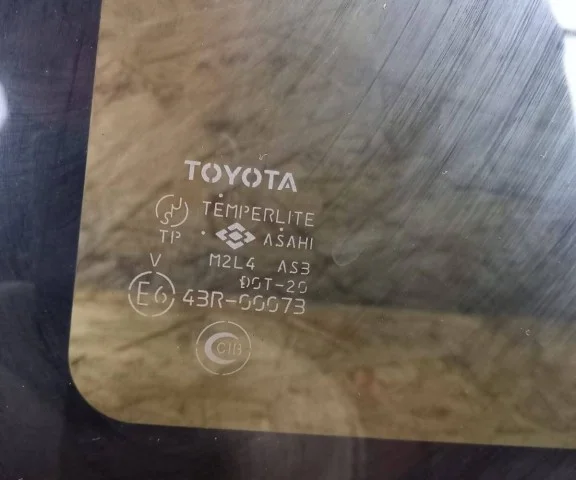 TOYOTA
TEMPERLITE
TP
ASAHI
V
M2L4 AS3
DOT-20
E6 43R-00073